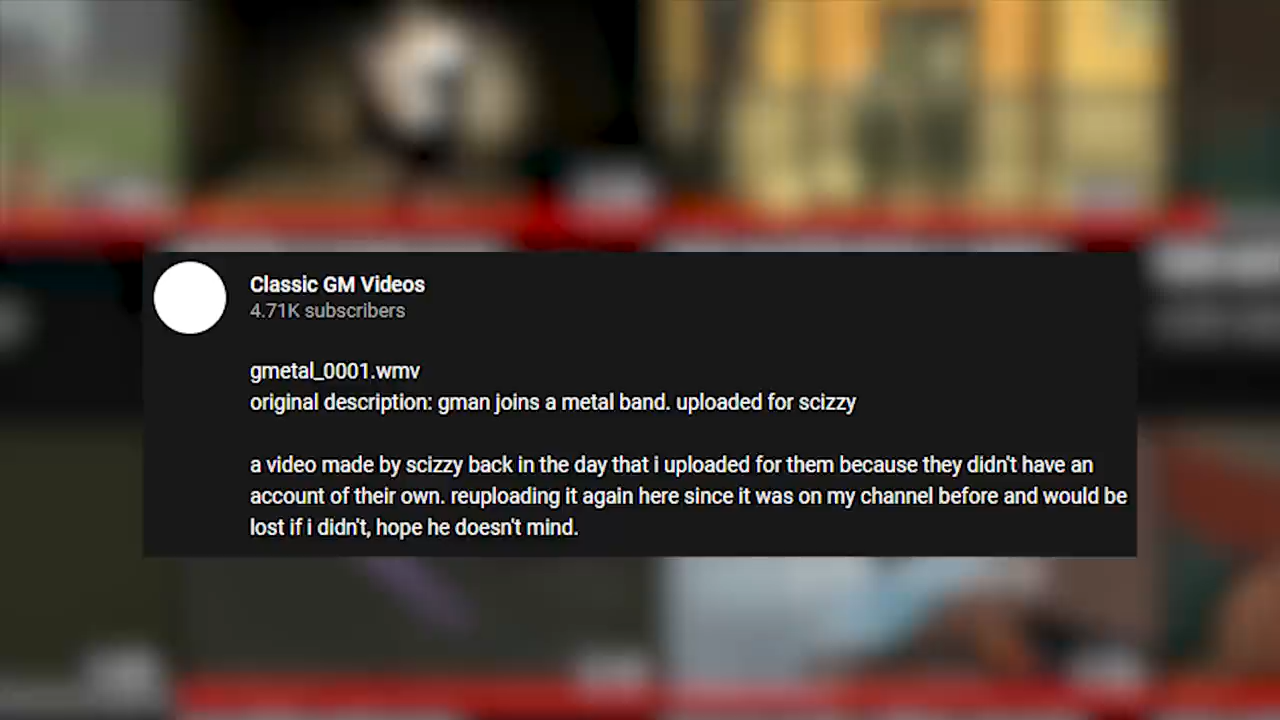 Classic GM Videos
4.71K subscribers
gmetal_0001.wmv
original description: gman joins a metal band. uploaded for scizzy
a video made by scizzy back in the day that i uploaded for them because they didn't have an
account of their own. reuploading it again here since it was on my channel before and would be
lost if i didn't, hope he doesn't mind.